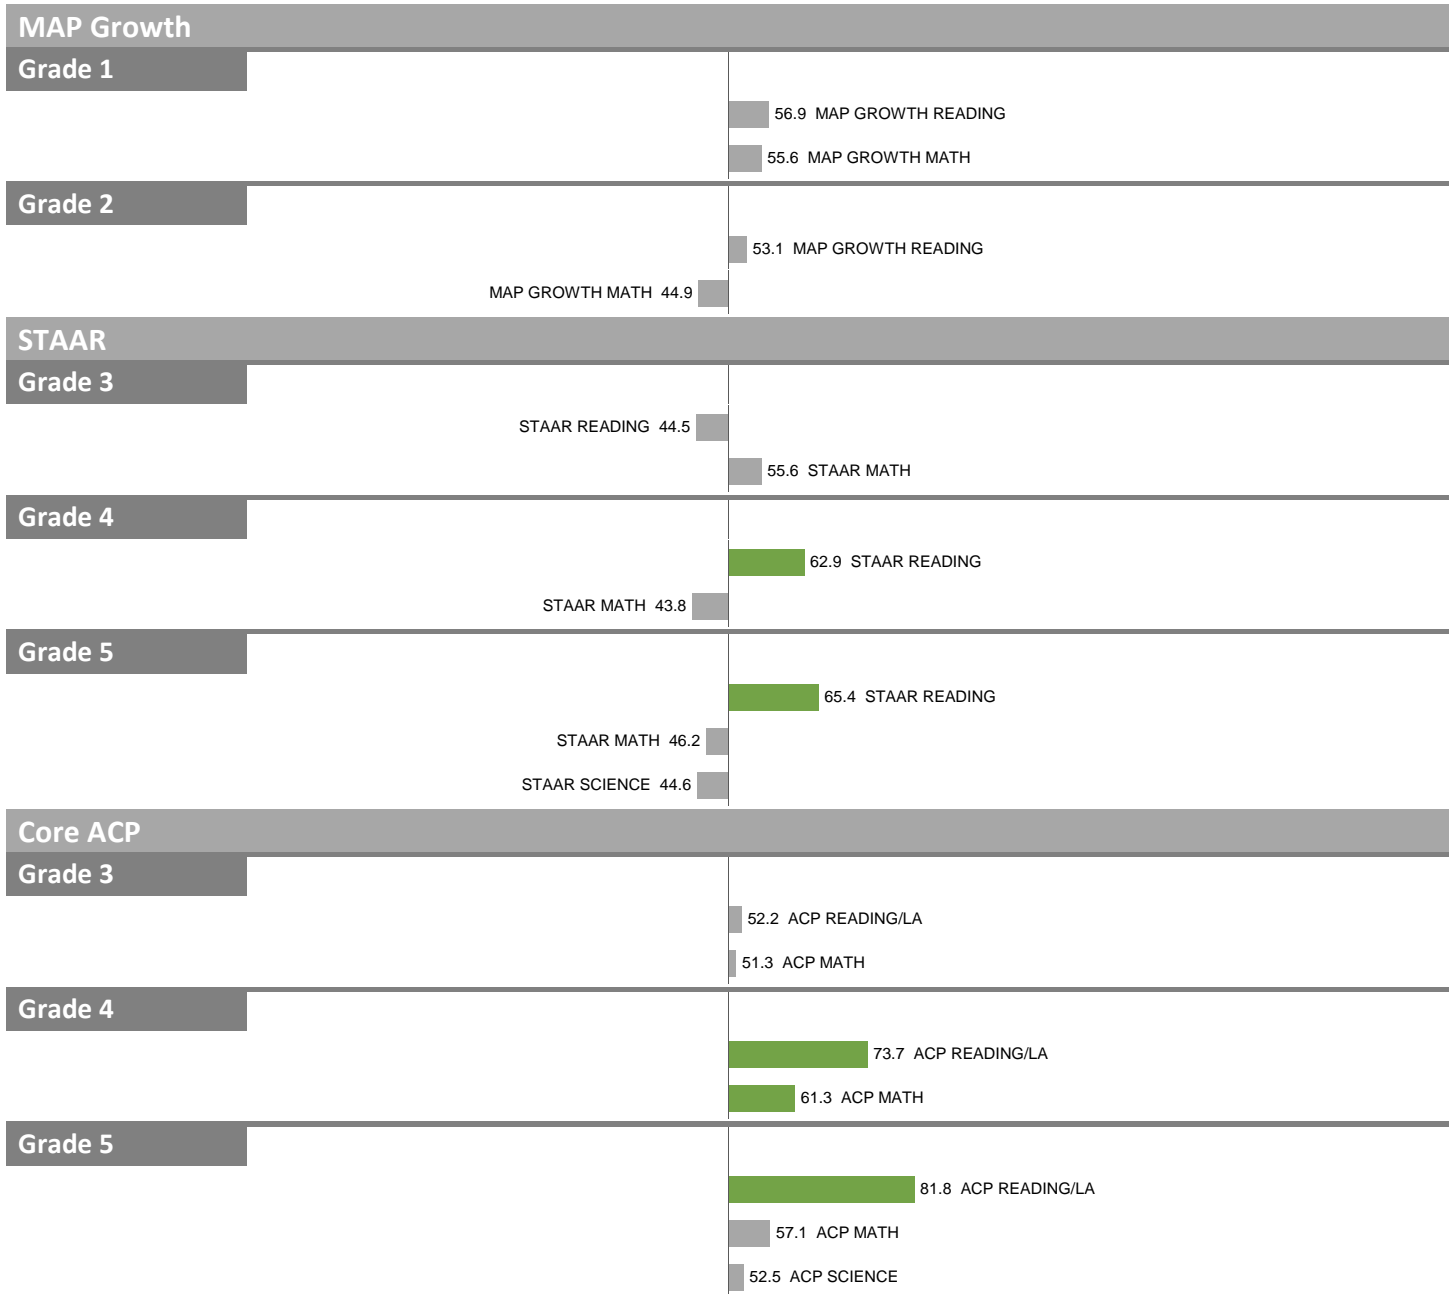 MAP Growth
Grade 1
56.9 MAP GROWTH READING
55.6 MAP GROWTH MATH
Grade 2
53.1 MAP GROWTH READING
MAP GROWTH MATH 44.9
STAAR
Grade 3
STAAR READING 44.5
55.6 STAAR MATH
Grade 4
62.9 STAAR READING
STAAR MATH 43.8
Grade 5
65.4 STAAR READING
STAAR MATH 46.2
STAAR SCIENCE 44.6
Core ACP
Grade 3
52.2 ACP READING/LA
51.3 ACP MATH
Grade 4
73.7 ACP READING/LA
61.3 ACP MATH
Grade 5
81.8 ACP READING/LA
57.1 ACP MATH
52.5 ACP SCIENCE